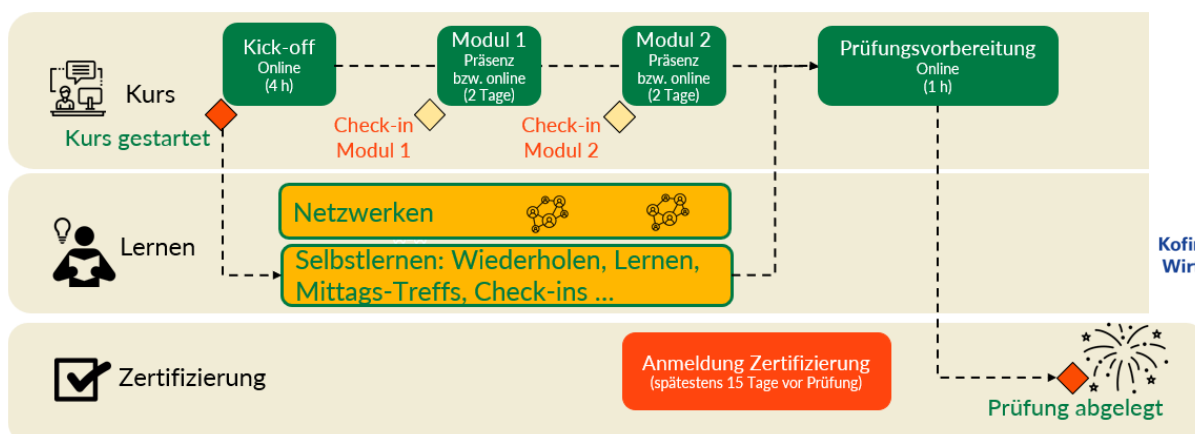 Kick-off
Online
(4 h)
Modul 1
Präsenz
bzw. online
(2 Tage)
Modul 2
Präsenz
bzw. online
(2 Tage)
Prüfungsvorbereitung
Online
(1 h)
Kurs
Kurs gestartet
Check-in
Modul 1
Check-in
Modul 2
Netzwerken
Lernen
Selbstlernen: Wiederholen, Lernen,
Mittags-Treffs, Check-ins ...
Zertifizierung
Anmeldung Zertifizierung
(spätestens 15 Tage vor Prüfung)
Prüfung abgelegt